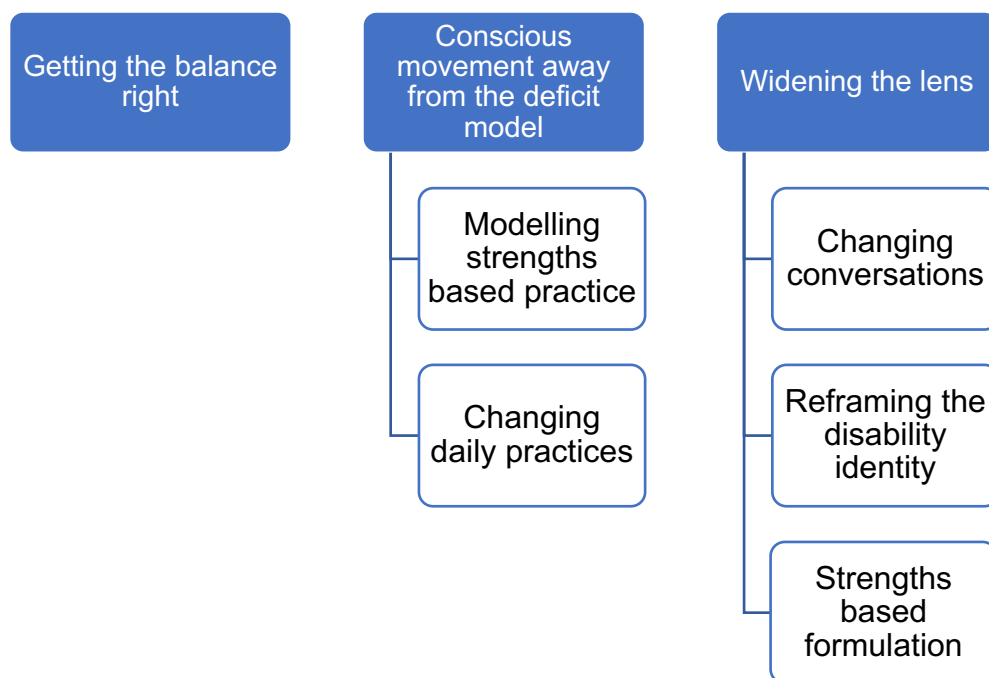 Getting the balance
right
Conscious
movement away
from the deficit
model
Modelling
strengths
based practice
Changing
daily practices
Widening the lens
Changing
conversations
Reframing the
disability
identity
Strengths
based
formulation